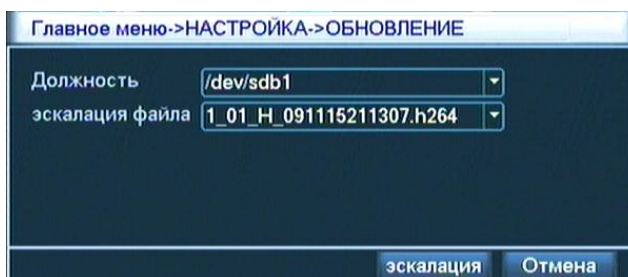 Главное меню->НАСТРОЙКА->ОБНОВЛЕНИЕ
Должность /dev/sdb1
эскалация файла 1_01_H_091115211307.h264
эскалация Отмена